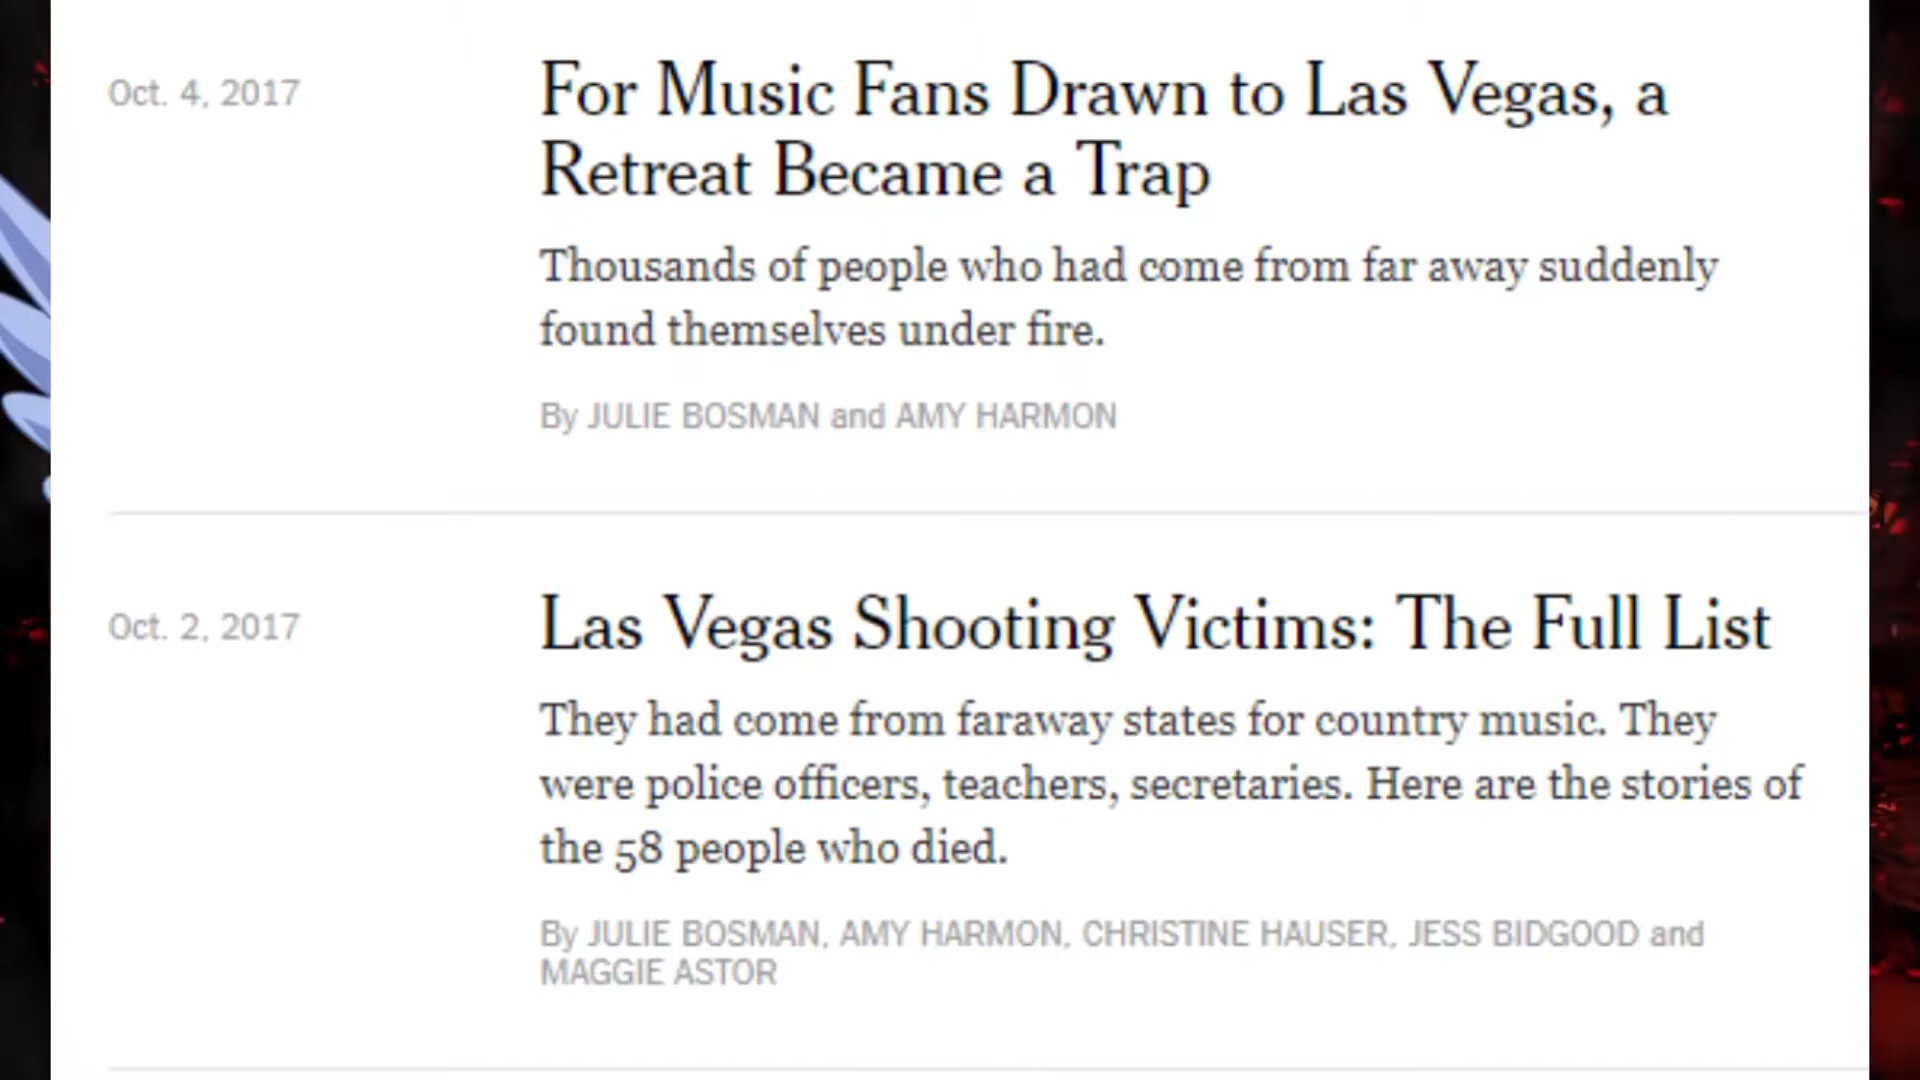 Oct. 4, 2017
For Music Fans Drawn to Las Vegas, a
Retreat Became a Trap
Thousands of people who had come from far away suddenly
found themselves under fire.
By JULIE BOSMAN and AMY HARMON
Oct. 2, 2017
Las Vegas Shooting Victims: The Full List
They had come from faraway states for country music. They
were police officers, teachers, secretaries. Here are the stories of
the 58 people who died.
By JULIE BOSMAN, AMY HARMON, CHRISTINE HAUSER, JESS BIDGOOD and
MAGGIE ASTOR